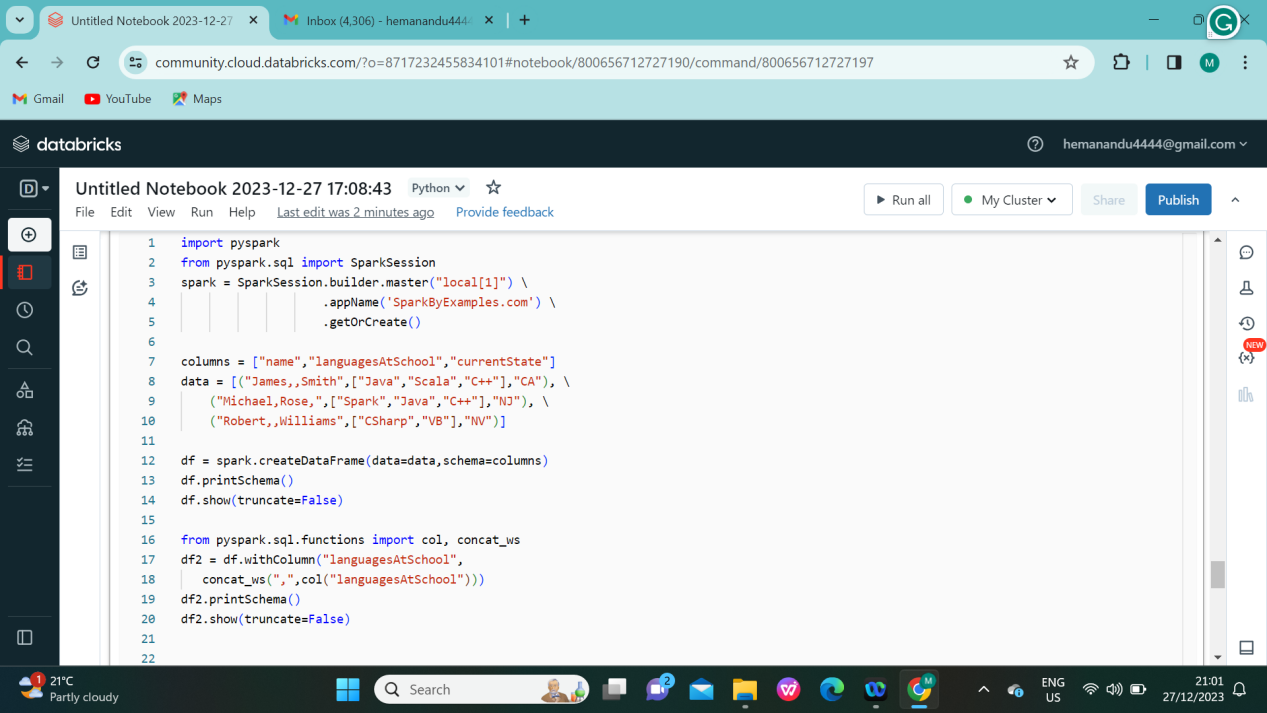 Untitled Notebook 2023-12-27
Inbox (4,306) - hemanandu444
community.cloud.databricks.com/?o=8717232455834101#notebook/800656712727190/command/800656712727197
M
Gmail
YouTube
Maps
databricks
hemanandu4444@gmail.com
D
Untitled Notebook 2023-12-27 17:08:43
Python
Run all
My Cluster
Share
Publish
File Edit View Run Help Last edit was 2 minutes ago Provide feedback
1 import pyspark
2 from pyspark.sql import SparkSession
3 spark = SparkSession.builder.master("local[1]") \
4 .appName('SparkByExamples.com') \
5 .getOrCreate()
6
7 columns = ["name","languagesAtSchool","currentState"]
8 data = [("James,,Smith",["Java","Scala","C++"],"CA"), \
9 ("Michael,Rose,",["Spark","Java","C++"],"NJ"), \
10 ("Robert,,Williams",["CSharp","VB"],"NV")]
11
12 df = spark.createDataFrame(data=data,schema=columns)
13 df.printSchema()
14 df.show(truncate=False)
15
16 from pyspark.sql.functions import col, concat_ws
17 df2 = df.withColumn("languagesAtSchool",
18 concat_ws(",",col("languagesAtSchool")))
19 df2.printSchema()
20 df2.show(truncate=False)
21
22
NEW
1
21°C
Partly cloudy
Search
2
M
ENG
US
21:01
27/12/2023